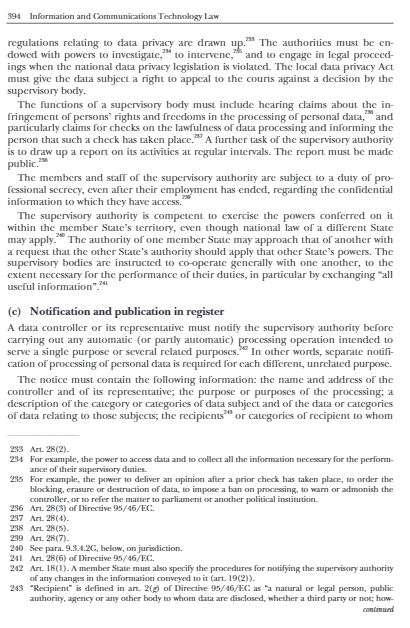 394 Information and Communications Technology Law
regulations relating to data privacy are drawn up.233 The authorities must be en-
dowed with powers to investigate,234 to intervene,235 and to engage in legal proceed-
ings when the national data privacy legislation is violated. The local data privacy Act
must give the data subject a right to appeal to the courts against a decision by the
supervisory body.
The functions of a supervisory body must include hearing claims about the in-
fringement of persons' rights and freedoms in the processing of personal data,236 and
particularly claims for checks on the lawfulness of data processing and informing the
person that such a check has taken place.237 A further task of the supervisory authority
is to draw up a report on its activities at regular intervals. The report must be made
public.238
The members and staff of the supervisory authority are subject to a duty of pro-
fessional secrecy, even after their employment has ended, regarding the confidential
information to which they have access.239
The supervisory authority is competent to exercise the powers conferred on it
within the member State's territory, even though national law of a different State
may apply.240 The authority of one member State may approach that of another with
a request that the other State's authority should apply that other State's powers. The
supervisory bodies are instructed to co-operate generally with one another, to the
extent necessary for the performance of their duties, in particular by exchanging "all
useful information".241
(c) Notification and publication in register
A data controller or its representative must notify the supervisory authority before
carrying out any automatic (or partly automatic) processing operation intended to
serve a single purpose or several related purposes.242 In other words, separate notifi-
cation of processing of personal data is required for each different, unrelated purpose.
The notice must contain the following information: the name and address of the
controller and of its representative; the purpose or purposes of the processing; a
description of the category or categories of data subject and of the data or categories
of data relating to those subjects; the recipients243 or categories of recipient to whom
233 Art. 28(2).
234 For example, the power to access data and to collect all the information necessary for the perform-
ance of their supervisory duties.
235 For example, the power to deliver an opinion after a prior check has taken place, to order the
blocking, erasure or destruction of data, to impose a ban on processing, to warn or admonish the
controller, or to refer the matter to parliament or another political institution.
236 Art. 28(3) of Directive 95/46/EC.
237 Art. 28(4).
238 Art. 28(5).
239 Art. 28(7).
240 See para. 9.3.4.2G, below, on jurisdiction.
241 Art. 28(6) of Directive 95/46/EC.
242 Art. 18(1). A member State must also specify the procedures for notifying the supervisory authority
of any changes in the information conveyed to it (art. 19(2)).
243 "Recipient" is defined in art. 2(g) of Directive 95/46/EC as "a natural or legal person, public
authority, agency or any other body to whom data are disclosed, whether a third party or not; how-
continued